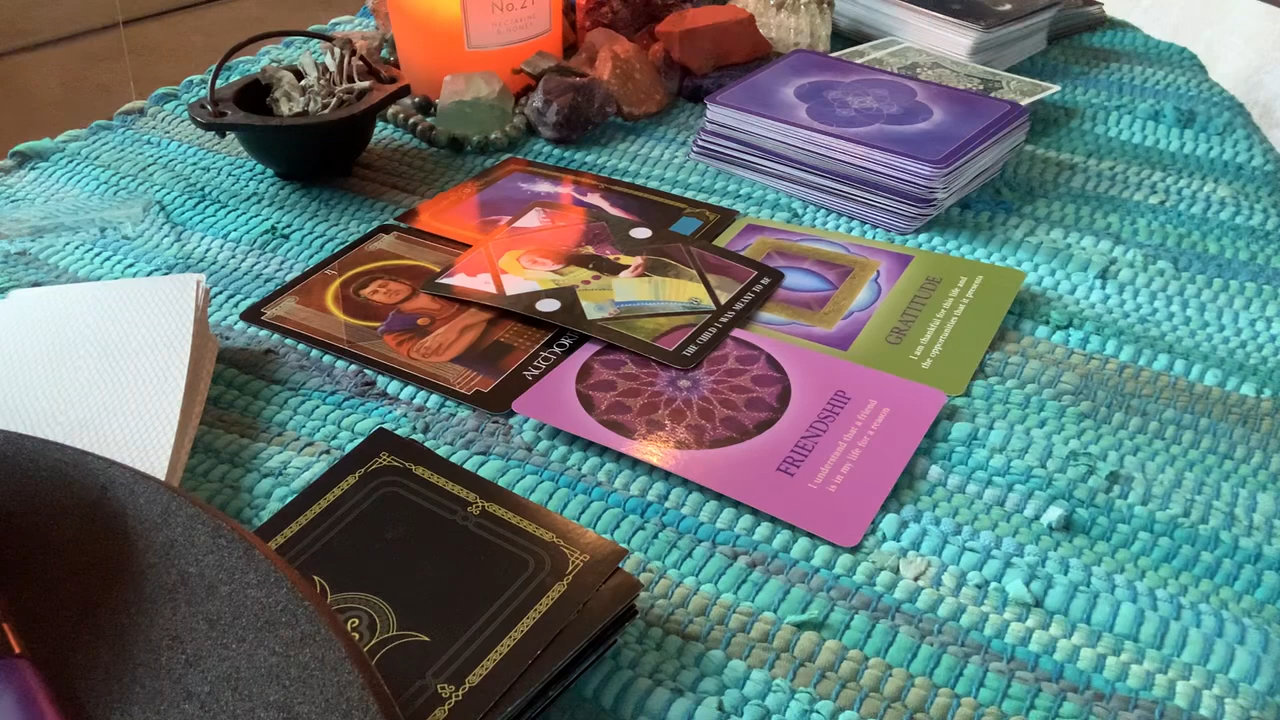 No.21
NECTARINE
& HONEY
THE CHILD I WAS MEANT TO BE
GRATITUDE
I am thankful for this life and
the opportunities that it presents
FRIENDSHIP
I understand that a friend
is in my life for a reason